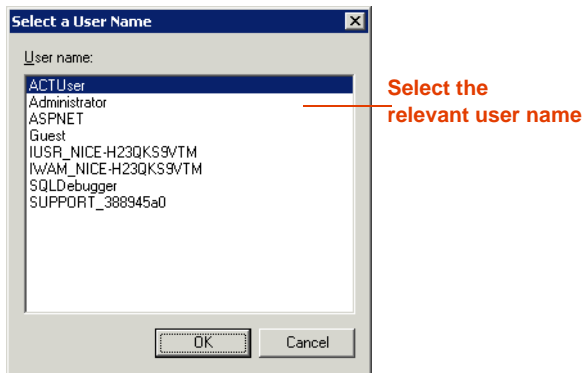 Select a User Name
User name:
ACTUser
Administrator
ASPNET
Guest
IUSR_NICE-H23QKS9VTM
IWAM_NICE-H23QKS9VTM
SQLDebugger
SUPPORT_388945a0
Select the
relevant user name
OK
Cancel